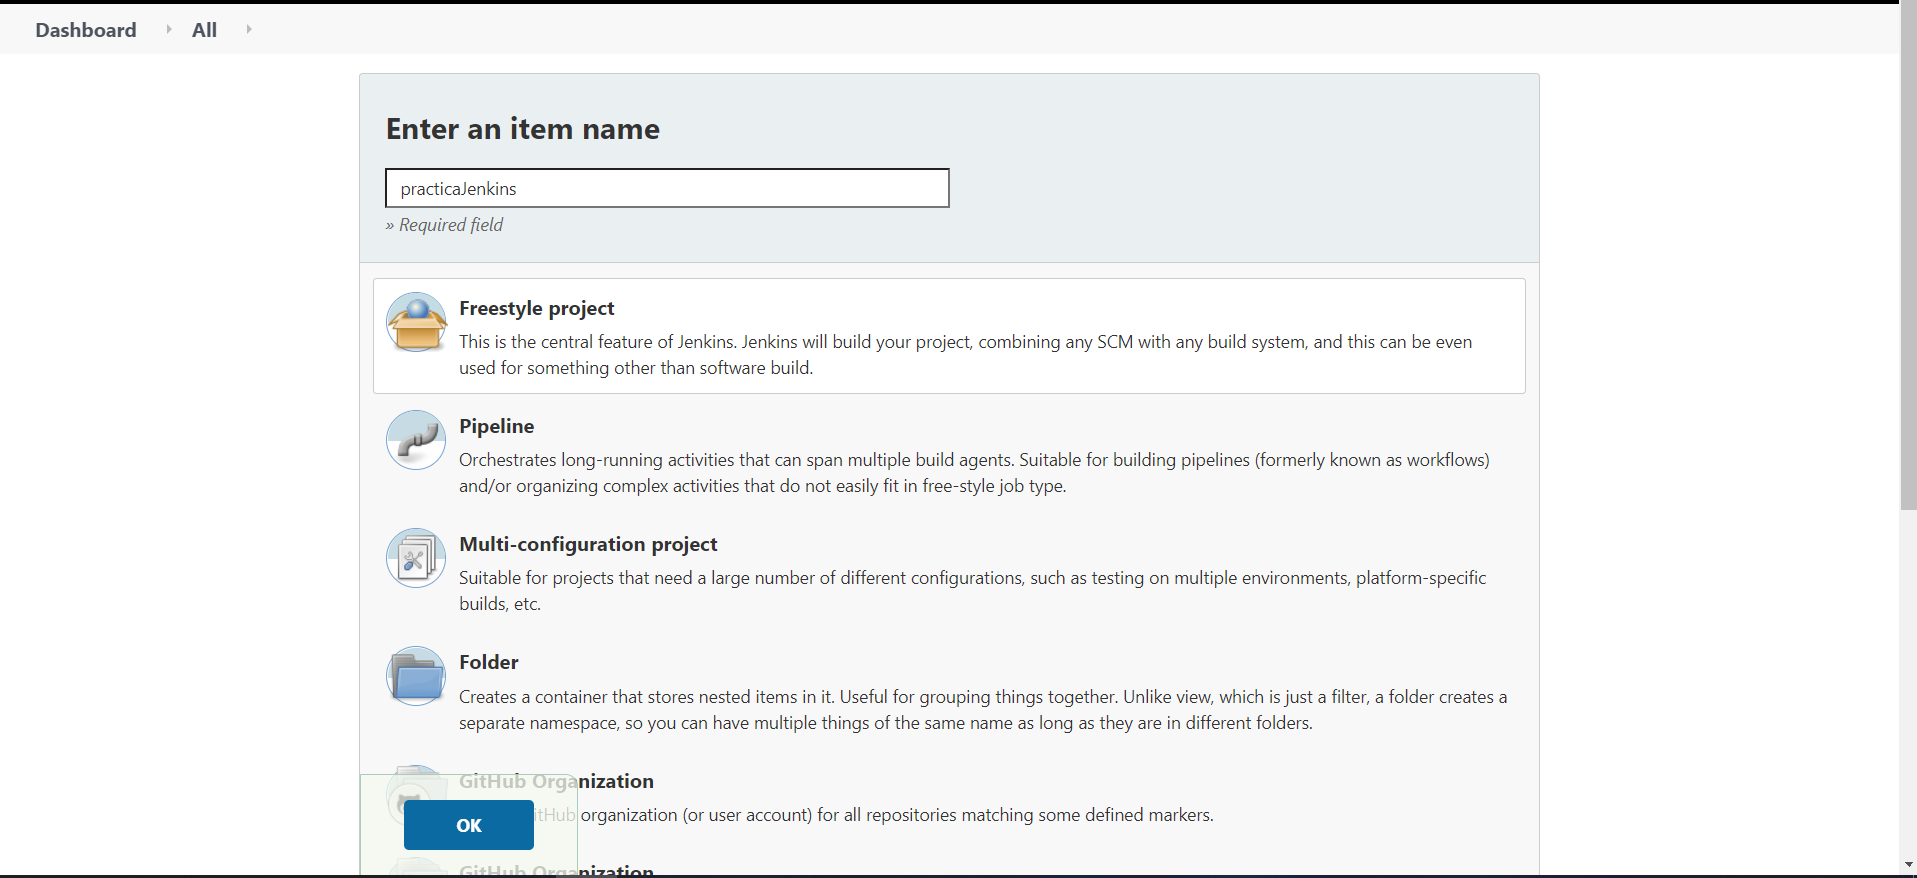 Dashboard All
Enter an item name
practicaJenkins
» Required field
Freestyle project
This is the central feature of Jenkins. Jenkins will build your project, combining any SCM with any build system, and this can be even
used for something other than software build.
Pipeline
Orchestrates long-running activities that can span multiple build agents. Suitable for building pipelines (formerly known as workflows)
and/or organizing complex activities that do not easily fit in free-style job type.
Multi-configuration project
Suitable for projects that need a large number of different configurations, such as testing on multiple environments, platform-specific
builds, etc.
Folder
Creates a container that stores nested items in it. Useful for grouping things together. Unlike view, which is just a filter, a folder creates a
separate namespace, so you can have multiple things of the same name as long as they are in different folders.
GitHub Organization
itHub organization (or user account) for all repositories matching some defined markers.
OK
GitHub Organization